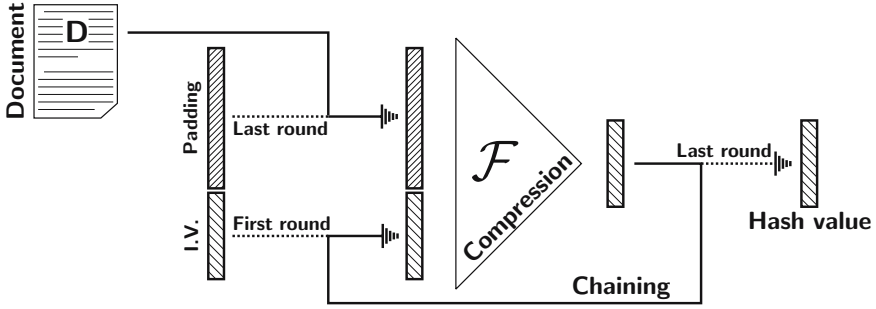 Document
D
Padding
Last round
I.V.
First round
F
Compression
Last round
Hash value
Chaining